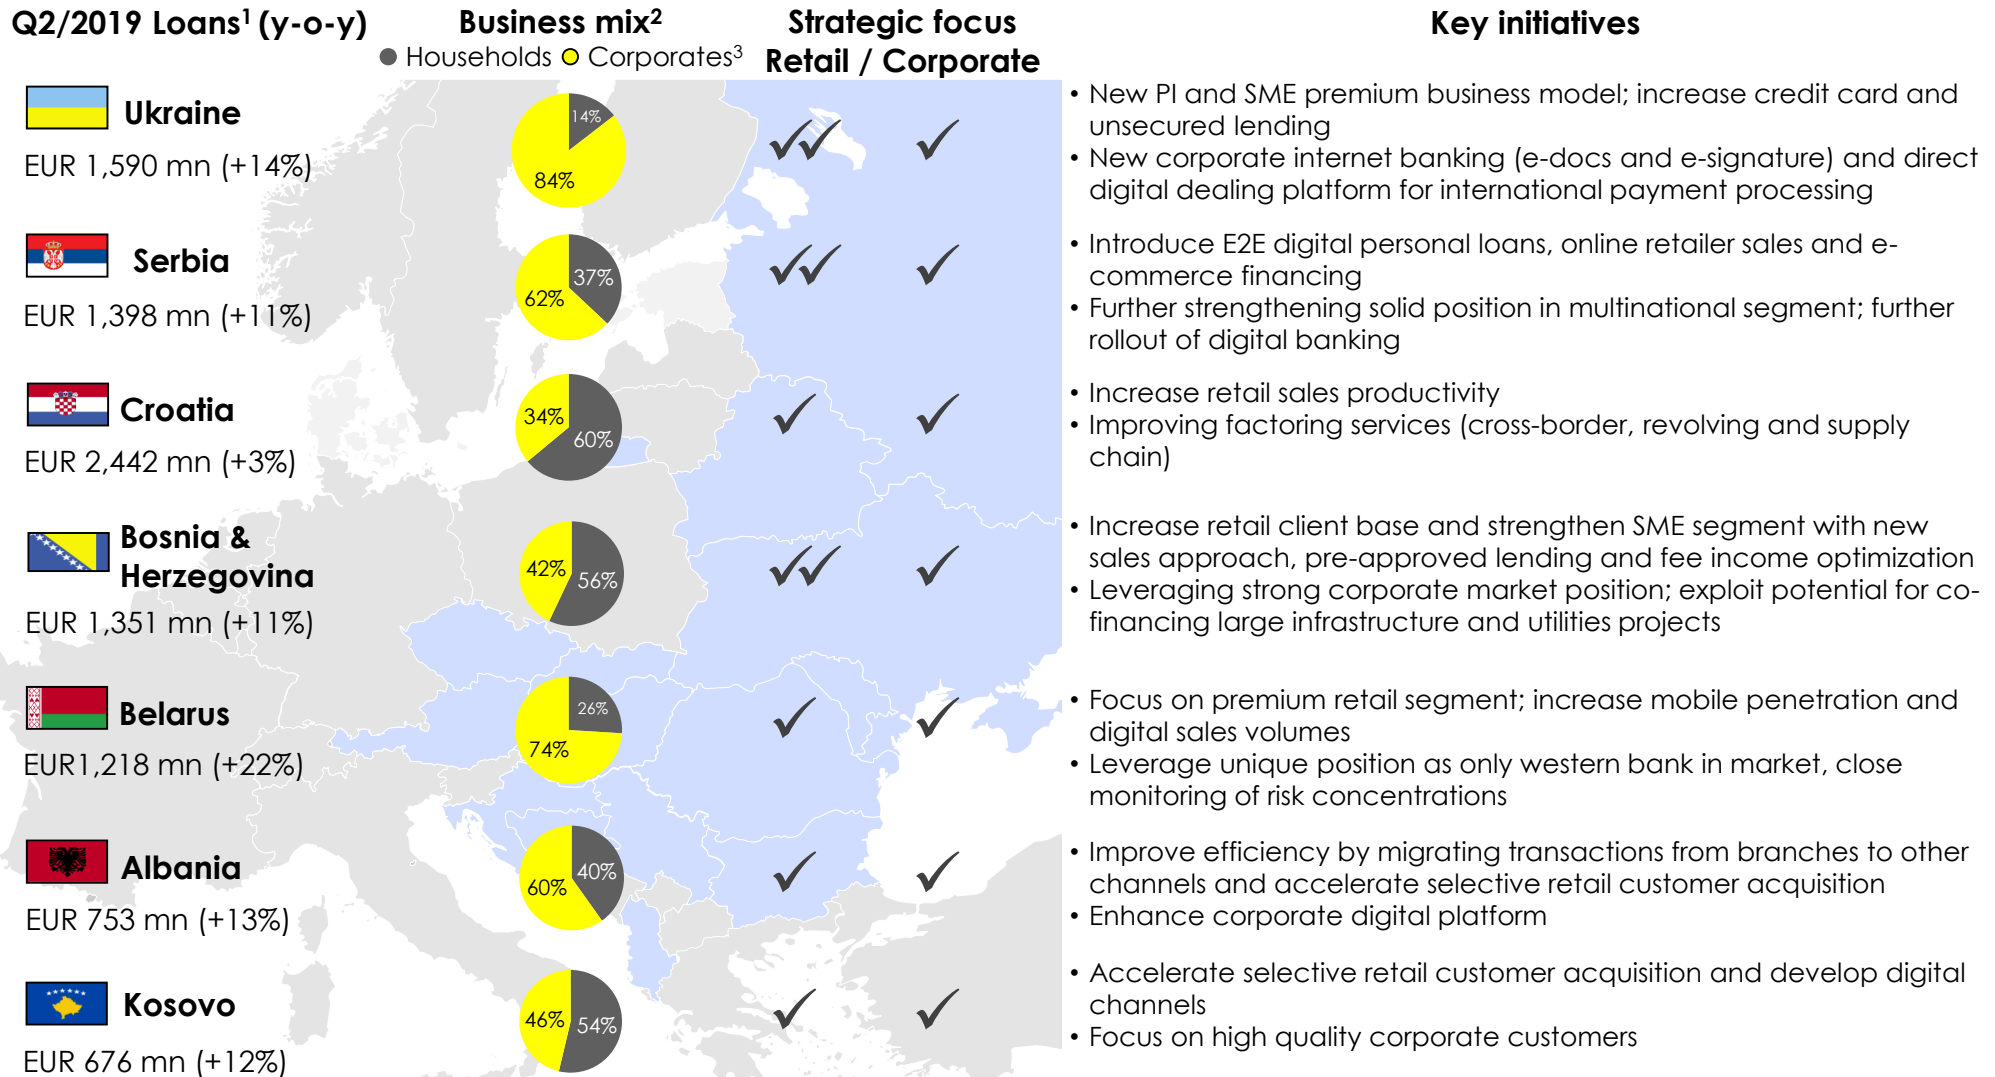 Q2/2019 Loans1 (y-o-y)
Business mix2
● Households ● Corporates3
Strategic focus
Retail / Corporate
Key initiatives
Ukraine
EUR 1,590 mn (+14%)
14%
84%
• New PI and SME premium business model; increase credit card and
unsecured lending
• New corporate internet banking (e-docs and e-signature) and direct
digital dealing platform for international payment processing
Serbia
EUR 1,398 mn (+11%)
37%
62%
• Introduce E2E digital personal loans, online retailer sales and e-
commerce financing
• Further strengthening solid position in multinational segment; further
rollout of digital banking
Croatia
EUR 2,442 mn (+3%)
34%
60%
• Increase retail sales productivity
• Improving factoring services (cross-border, revolving and supply
chain)
Bosnia &
Herzegovina
EUR 1,351 mn (+11%)
42%
56%
• Increase retail client base and strengthen SME segment with new
sales approach, pre-approved lending and fee income optimization
• Leveraging strong corporate market position; exploit potential for co-
financing large infrastructure and utilities projects
Belarus
EUR1,218 mn (+22%)
26%
74%
• Focus on premium retail segment; increase mobile penetration and
digital sales volumes
• Leverage unique position as only western bank in market, close
monitoring of risk concentrations
Albania
EUR 753 mn (+13%)
40%
60%
• Improve efficiency by migrating transactions from branches to other
channels and accelerate selective retail customer acquisition
• Enhance corporate digital platform
Kosovo
EUR 676 mn (+12%)
46%
54%
• Accelerate selective retail customer acquisition and develop digital
channels
• Focus on high quality corporate customers